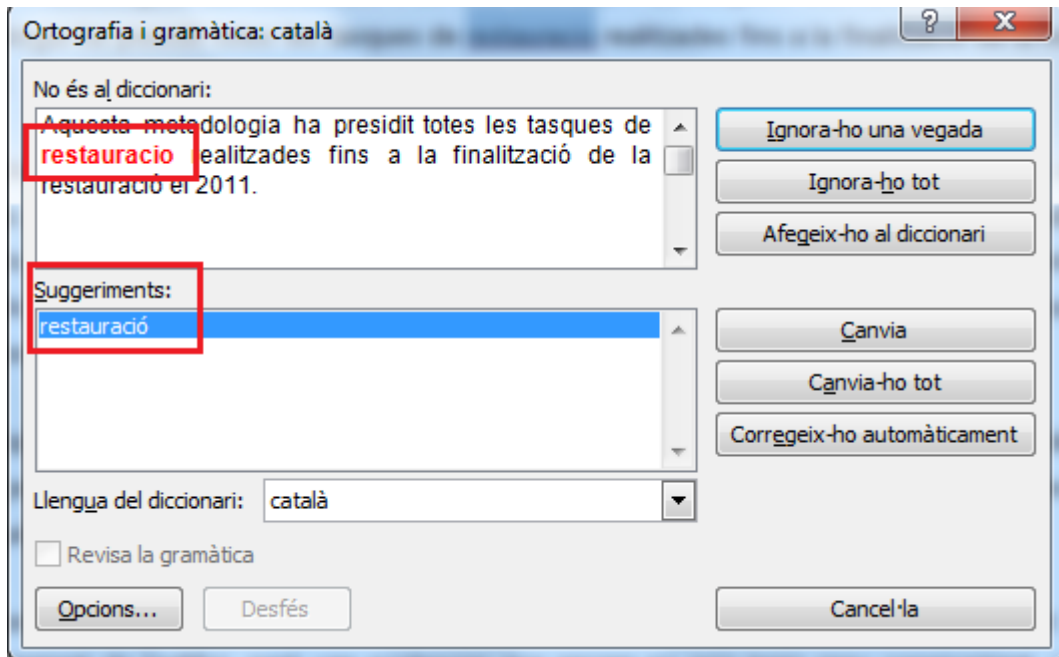 Ortografia i gramàtica: català
No és al diccionari:
Aquesta metodologia ha presidit totes les tasques de
restauracio realitzades fins a la finalització de la
restauració el 2011.
Ignora-ho una vegada
Ignora-ho tot
Afegeix-ho al diccionari
Suggeriments:
restauració
Canvia
Canvia-ho tot
Corregeix-ho automàticament
Llengua del diccionari: català
Revisa la gramàtica
Opcions...
Desfés
Cancel·la